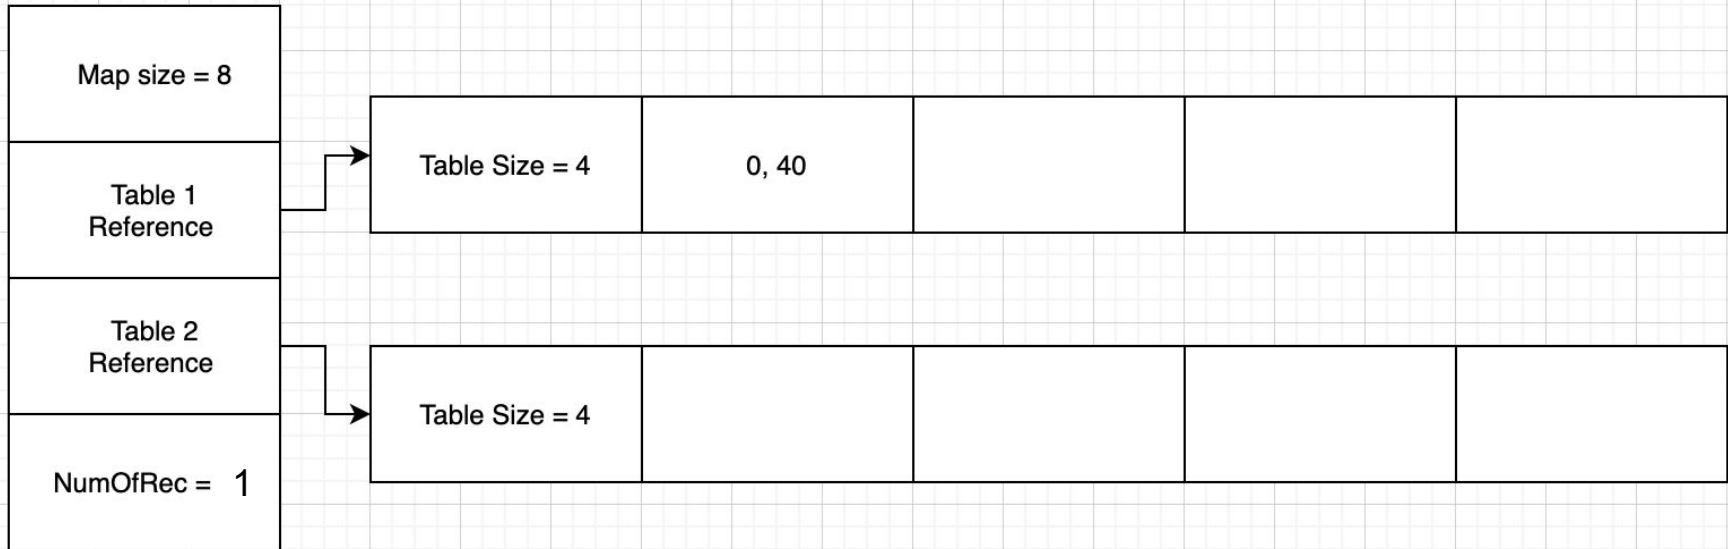 Map size = 8
Table 1
Reference
Table Size = 4
0, 40
Table 2
Reference
Table Size = 4
NumOfRec = 1